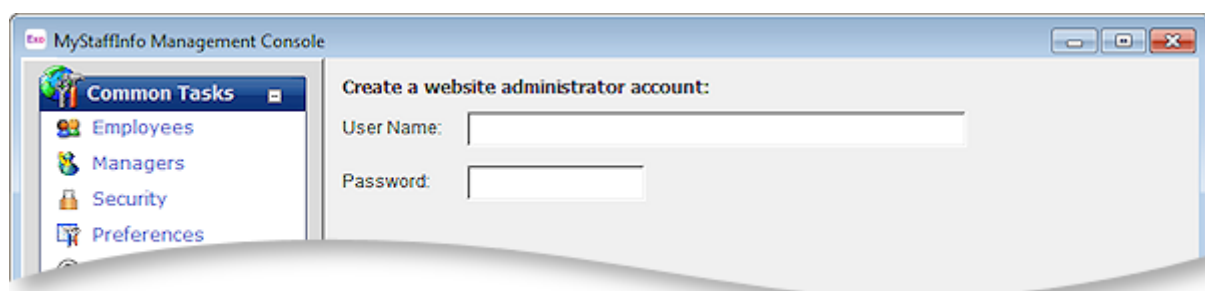 Exo MyStaffInfo Management Console
Common Tasks
Employees
Managers
Security
Preferences
Create a website administrator account:
User Name:
Password: